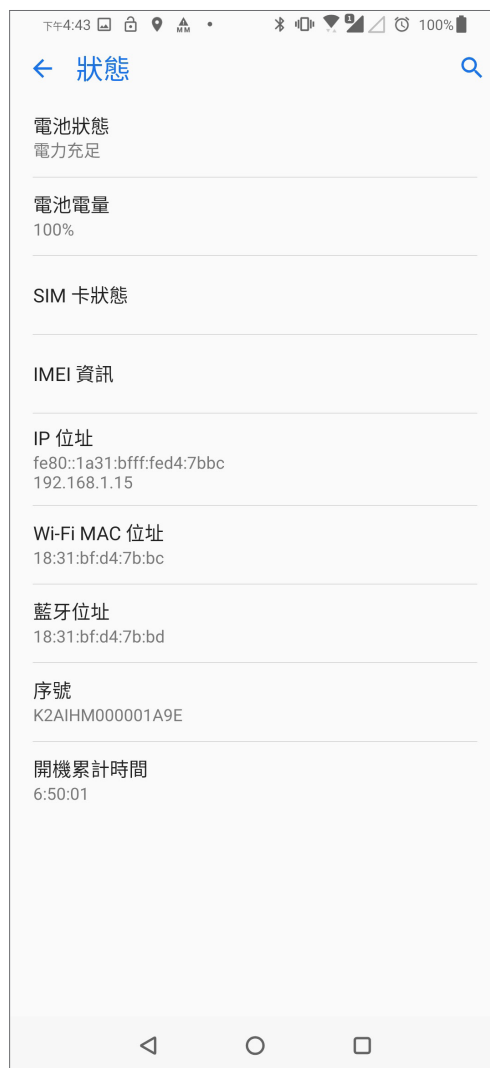 下午4:43 100%
狀態
電池狀態
電力充足
電池電量
100%
SIM 卡狀態
IMEI 資訊
IP 位址
fe80::1a31:bfff:fed4:7bbc
192.168.1.15
Wi-Fi MAC 位址
18:31:bf:d4:7b:bc
藍牙位址
18:31:bf:d4:7b:bd
序號
K2AIHM000001A9E
開機累計時間
6:50:01